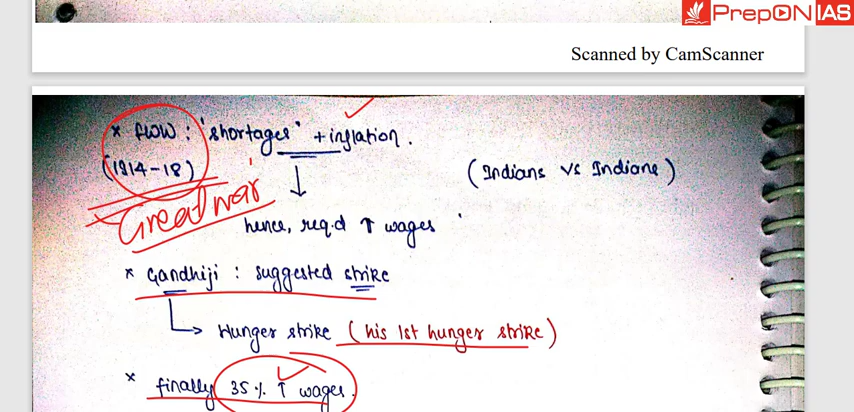 PrepON IAS
Scanned by CamScanner
* FWW : 'shortages' + inflation.
(1914-18)
(Indians vs Indians)
Great war
hence, req.d ↑ wages
* Gandhiji : suggested strike
↳ Hunger strike (his 1st hunger strike)
* finally 35% ↑ wages.